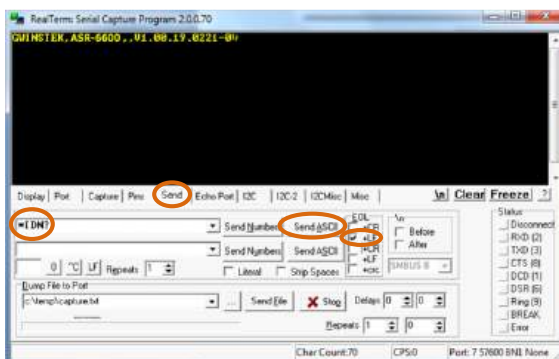 RealTerm: Serial Capture Program 2.0.0.70
GWINSTEK,ASR-6600,,V1.00.19.0221-04
Display Port Capture Pins Send Echo Port I2C I2C-2 I2CMisc Misc \n Clear Freeze ?
*IDN? Send Numbers Send ASCII
EOL
+CR
+LF
+CR
+LF
+crc
\n
Before
After
SMBUS 8
Send Numbers Send ASCII
0 ^C LF Repeats 1 Literal Strip Spaces
Dump File to Port
c:\temp\capture.txt ... Send File Stop Delays 0 0
Repeats 1 0
Status
Disconnect
RXD (2)
TXD (3)
CTS (8)
DCD (1)
DSR (6)
Ring (9)
BREAK
Error
Char Count:70 CPS:0 Port: 7 57600 8N1 None